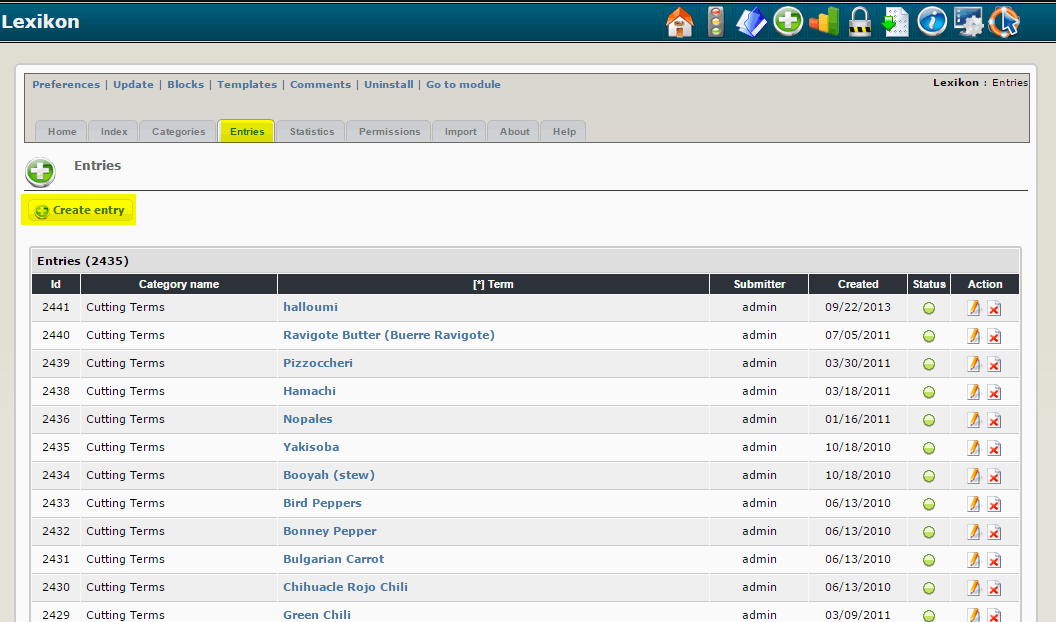 Lexikon
Preferences | Update | Blocks | Templates | Comments | Uninstall | Go to module
Lexikon : Entries
Home Index Categories Entries Statistics Permissions Import About Help
Entries
Create entry
Entries (2435)
Id Category name [*] Term Submitter Created Status Action
2441 Cutting Terms halloumi admin 09/22/2013
2440 Cutting Terms Ravigote Butter (Buerre Ravigote) admin 07/05/2011
2439 Cutting Terms Pizzoccheri admin 03/30/2011
2438 Cutting Terms Hamachi admin 03/18/2011
2436 Cutting Terms Nopales admin 01/16/2011
2435 Cutting Terms Yakisoba admin 10/18/2010
2434 Cutting Terms Booyah (stew) admin 10/18/2010
2433 Cutting Terms Bird Peppers admin 06/13/2010
2432 Cutting Terms Bonney Pepper admin 06/13/2010
2431 Cutting Terms Bulgarian Carrot admin 06/13/2010
2430 Cutting Terms Chihuacle Rojo Chili admin 06/13/2010
2429 Cutting Terms Green Chili admin 03/09/2011